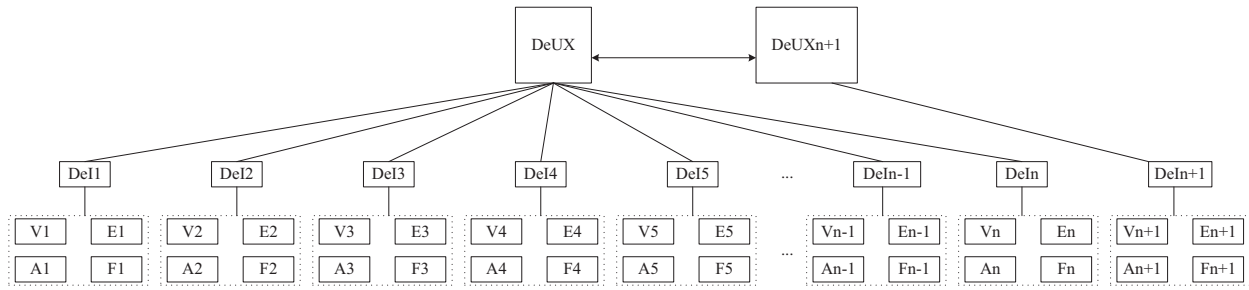 DeUX DeUXn+1
DeI1 DeI2 DeI3 DeI4 DeI5 ... DeIn-1 DeIn DeIn+1
V1 E1 V2 E2 V3 E3 V4 E4 V5 E5 Vn-1 En-1 Vn En Vn+1 En+1
...
A1 F1 A2 F2 A3 F3 A4 F4 A5 F5 An-1 Fn-1 An Fn An+1 Fn+1